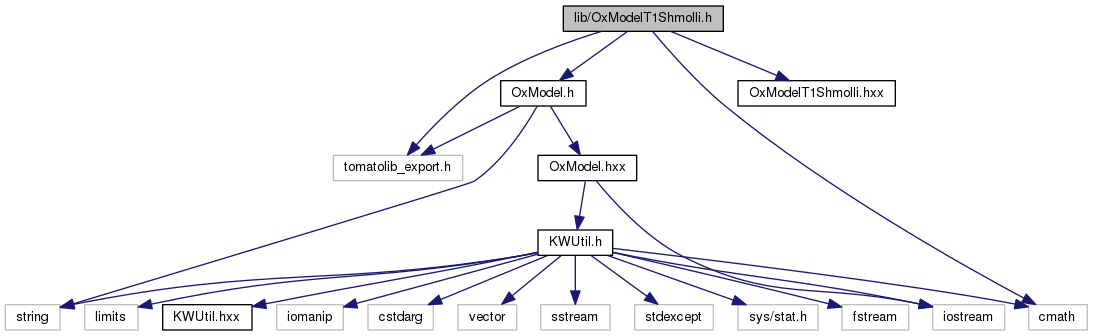 lib/OxModelT1Shmolli.h
OxModel.h
OxModelT1Shmolli.hxx
tomatolib_export.h
OxModel.hxx
KWUtil.h
string
limits
KWUtil.hxx
iomanip
cstdarg
vector
sstream
stdexcept
sys/stat.h
fstream
iostream
cmath